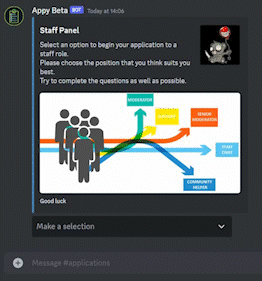 Appy Beta BOT Today at 14:06
Staff Panel
Select an option to begin your application to a
staff role.
Please choose the position that you think suits you
best.
Try to complete the questions as well as possible.
MODERATOR
SENIOR
MODERATOR
STAFF
CHAT
COMMUNITY
HELPER
Good luck
Make a selection
Message #applications